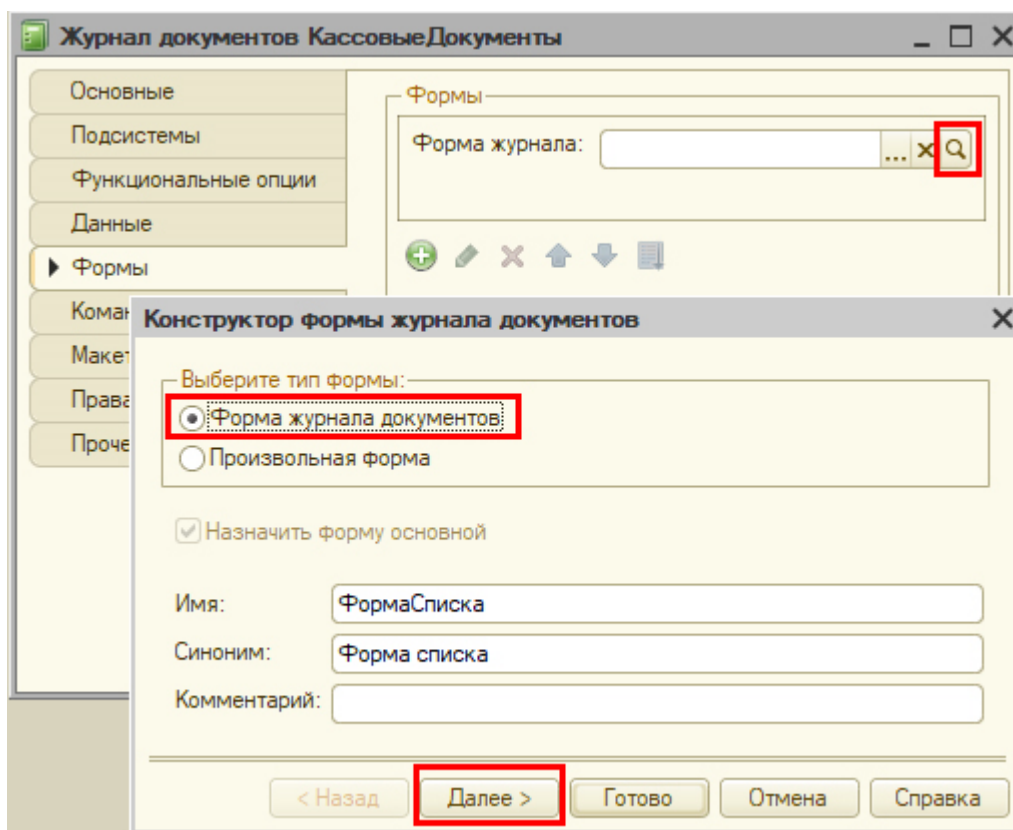 Журнал документов КассовыеДокументы
Основные
Подсистемы
Функциональные опции
Данные
Формы
Формы
Форма журнала:
...
Конструктор формы журнала документов
Выберите тип формы:
Форма журнала документов
Произвольная форма
Назначить форму основной
Имя: ФормаСписка
Синоним: Форма списка
Комментарий:
< Назад Далее > Готово Отмена Справка